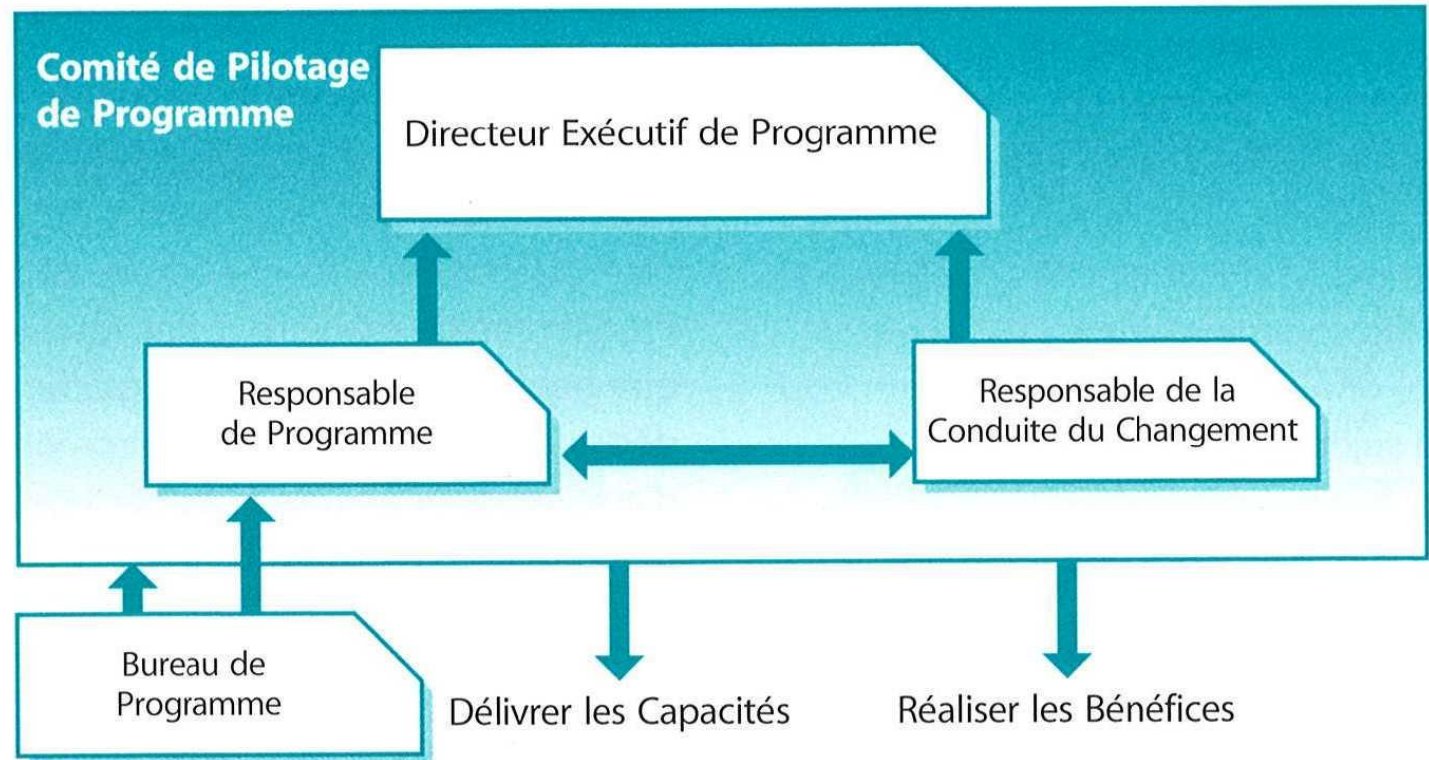 Comité de Pilotage
de Programme
Directeur Exécutif de Programme
Responsable
de Programme
Responsable de la
Conduite du Changement
Bureau de
Programme
Délivrer les Capacités
Réaliser les Bénéfices